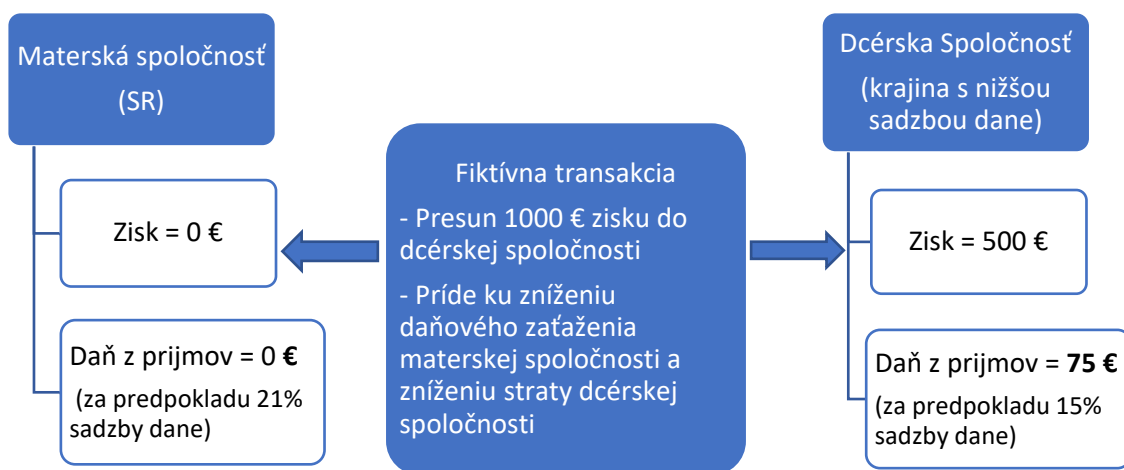 Materská spoločnosť
(SR)
Zisk = 0 €
Daň z prijmov = 0 €
(za predpokladu 21%
sadzby dane)
Fiktívna transakcia
- Presun 1000 € zisku do
dcérskej spoločnosti
- Príde ku zníženiu
daňového zaťaženia
materskej spoločnosti a
zníženiu straty dcérskej
spoločnosti
Dcérska Spoločnosť
(krajina s nižšou
sadzbou dane)
Zisk = 500 €
Daň z prijmov = 75 €
(za predpokladu 15%
sadzby dane)